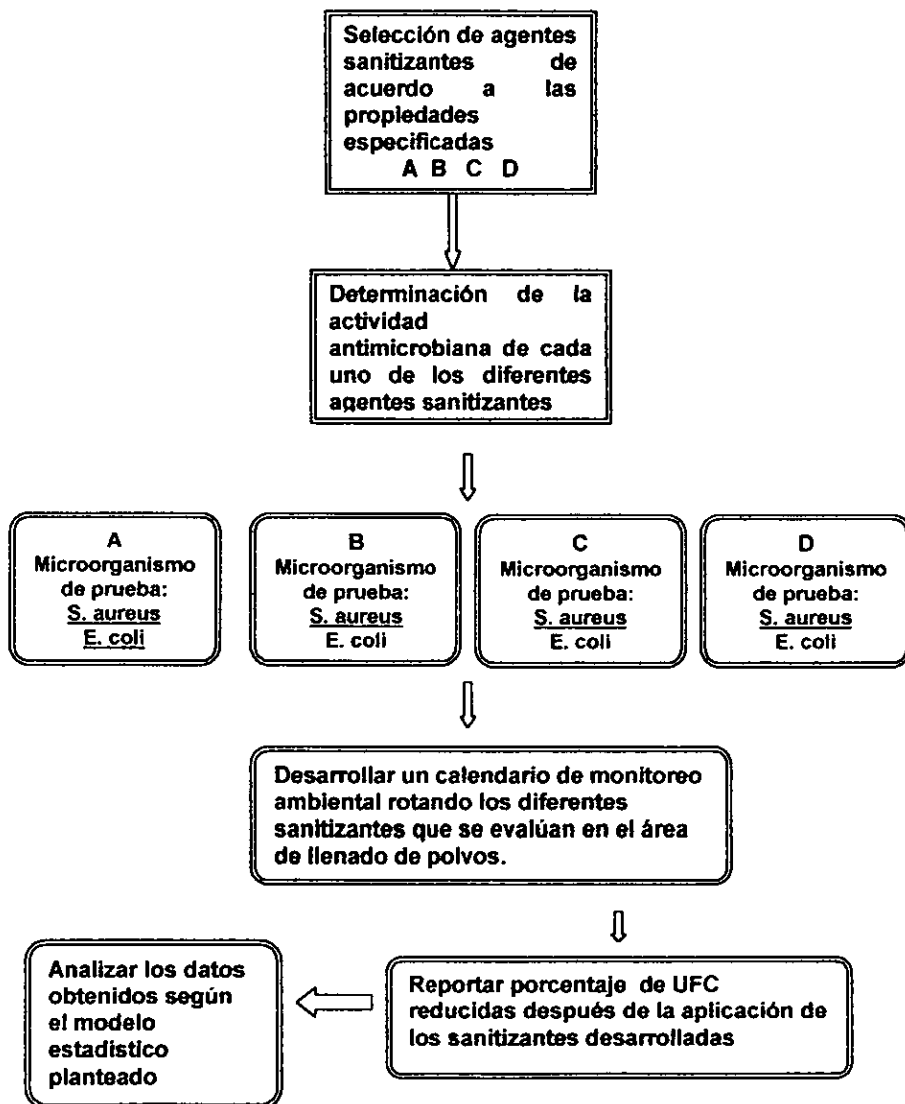 Selección de agentes
sanitizantes de
acuerdo a las
propiedades
especificadas
A B C D
Determinación de la
actividad
antimicrobiana de cada
uno de los diferentes
agentes sanitizantes
A
Microorganismo
de prueba:
S. aureus
E. coli
B
Microorganismo
de prueba:
S. aureus
E. coli
C
Microorganismo
de prueba:
S. aureus
E. coli
D
Microorganismo
de prueba:
S. aureus
E. coli
Desarrollar un calendario de monitoreo
ambiental rotando los diferentes
sanitizantes que se evalúan en el área
de llenado de polvos.
Reportar porcentaje de UFC
reducidas después de la aplicación de
los sanitizantes desarrolladas
Analizar los datos
obtenidos según
el modelo
estadístico
planteado